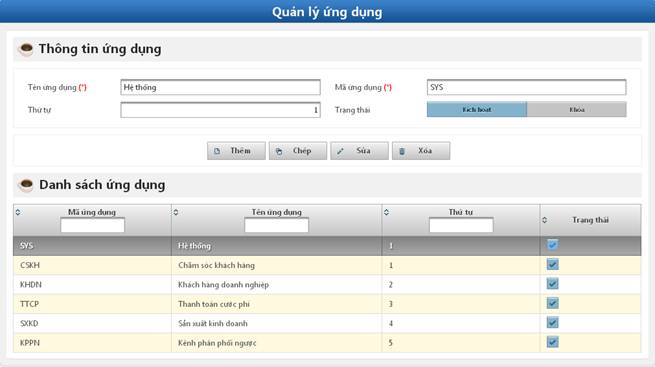 Quản lý ứng dụng
Thông tin ứng dụng
Tên ứng dụng (*) Hệ thống Mã ứng dụng (*) SYS
Thứ tự 1 Trạng thái Kích hoạt Khóa
Thêm Chép Sửa Xóa
Danh sách ứng dụng
Mã ứng dụng Tên ứng dụng Thứ tự Trạng thái
SYS Hệ thống 1
CSKH Chăm sóc khách hàng 1
KHDN Khách hàng doanh nghiệp 2
TTCP Thanh toán cước phí 3
SXKD Sản xuất kinh doanh 4
KPPN Kênh phân phối ngược 5